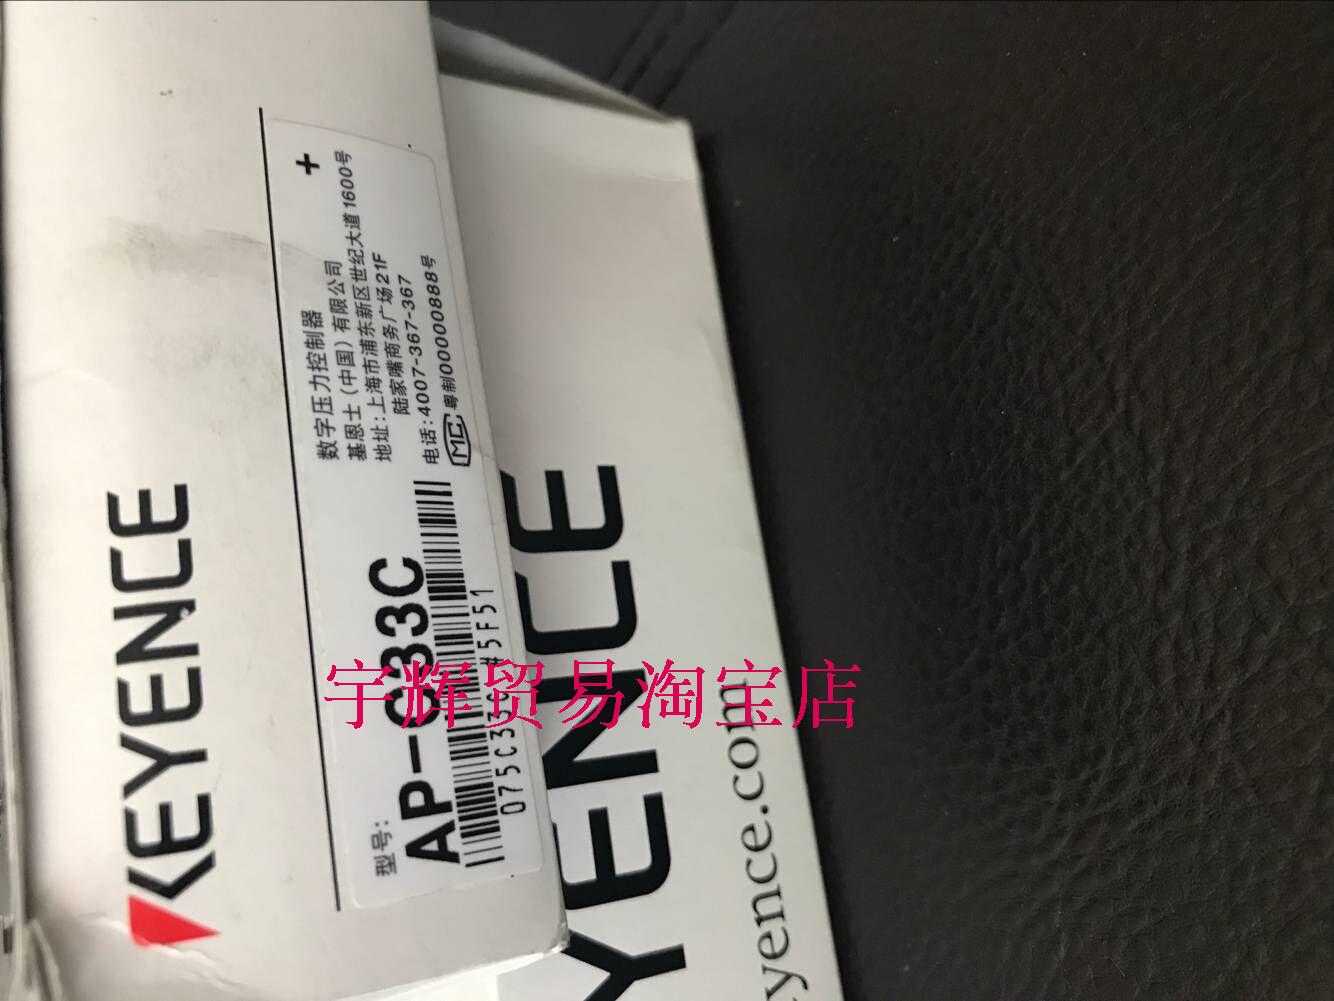 KEYENCE
型号:
AP-C33C
075C33C#5F51
数字压力控制器
+
基恩士（中国）有限公司
地址:上海市浦东新区世纪大道1600号
陆家嘴商务广场21F
电话:4007-367-367
MC 粤制00000888号
YENCE
yence.com
宇辉贸易淘宝店